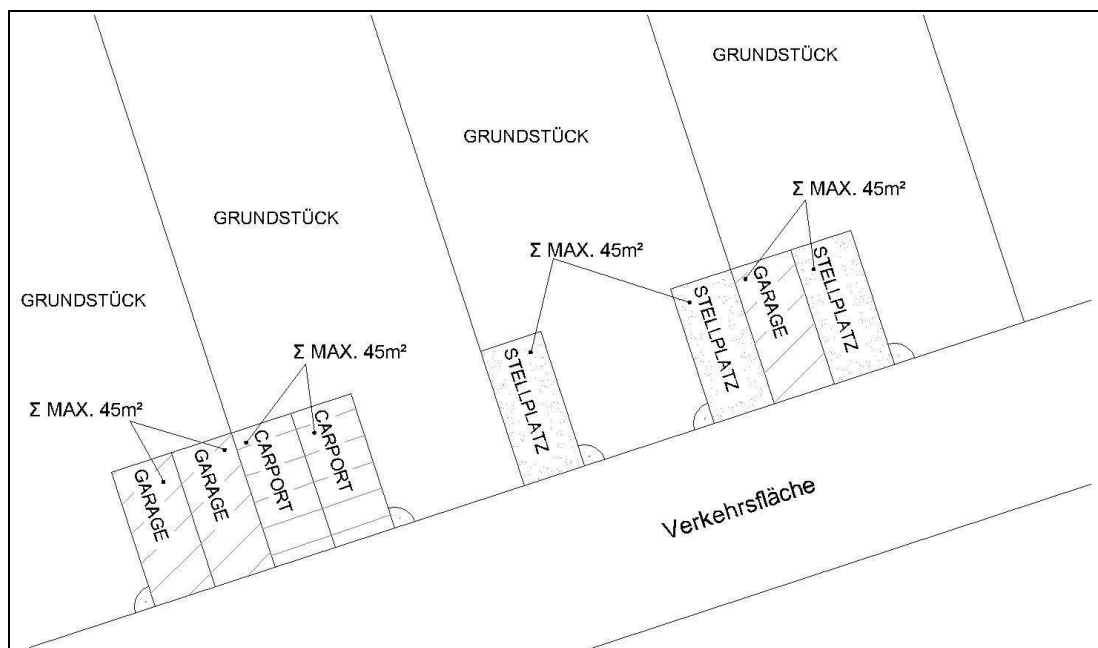 GRUNDSTÜCK
GRUNDSTÜCK
GRUNDSTÜCK
GRUNDSTÜCK
Σ MAX. 45m²
Σ MAX. 45m²
Σ MAX. 45m²
Σ MAX. 45m²
STELLPLATZ
GARAGE
STELLPLATZ
STELLPLATZ
GARAGE
GARAGE
CARPORT
CARPORT
Verkehrsfläche